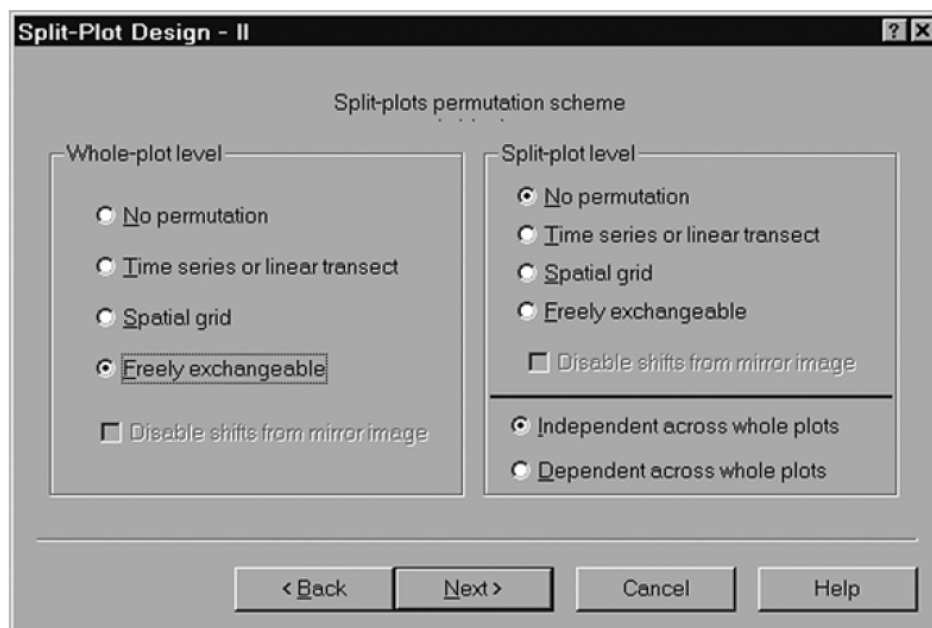 Split-Plot Design - II
Split-plots permutation scheme
Whole-plot level
No permutation
Time series or linear transect
Spatial grid
Freely exchangeable
Disable shifts from mirror image
Split-plot level
No permutation
Time series or linear transect
Spatial grid
Freely exchangeable
Disable shifts from mirror image
Independent across whole plots
Dependent across whole plots
< Back
Next >
Cancel
Help